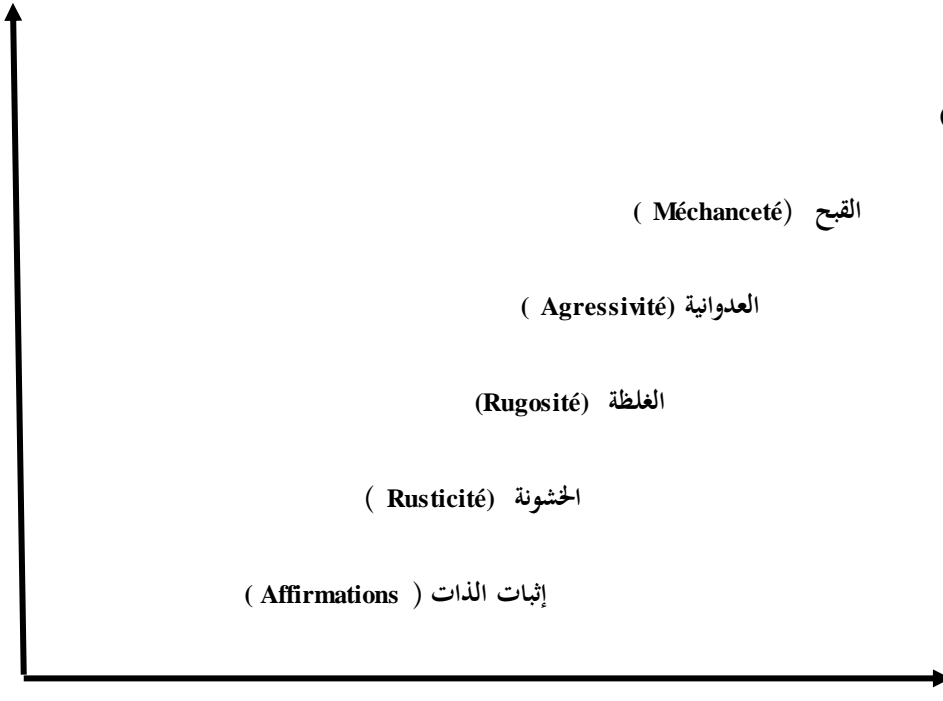 القبح (Méchanceté )
العدوانية (Agressivité )
الغلظة (Rugosité)
الخشونة (Rusticité )
إثبات الذات ( Affirmations )